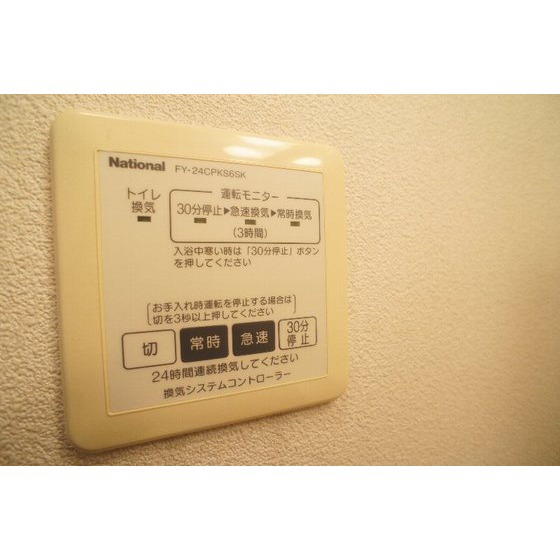 National FY-24CPKS6SK
トイレ
換気
運転モニター
30分停止▶急速換気▶常時換気
(3時間)
入浴中寒い時は「30分停止」ボタン
を押してください
お手入れ時運転を停止する場合は
切を3秒以上押してください
切 常時 急速 30分停止
24時間連続換気してください
換気システムコントローラー